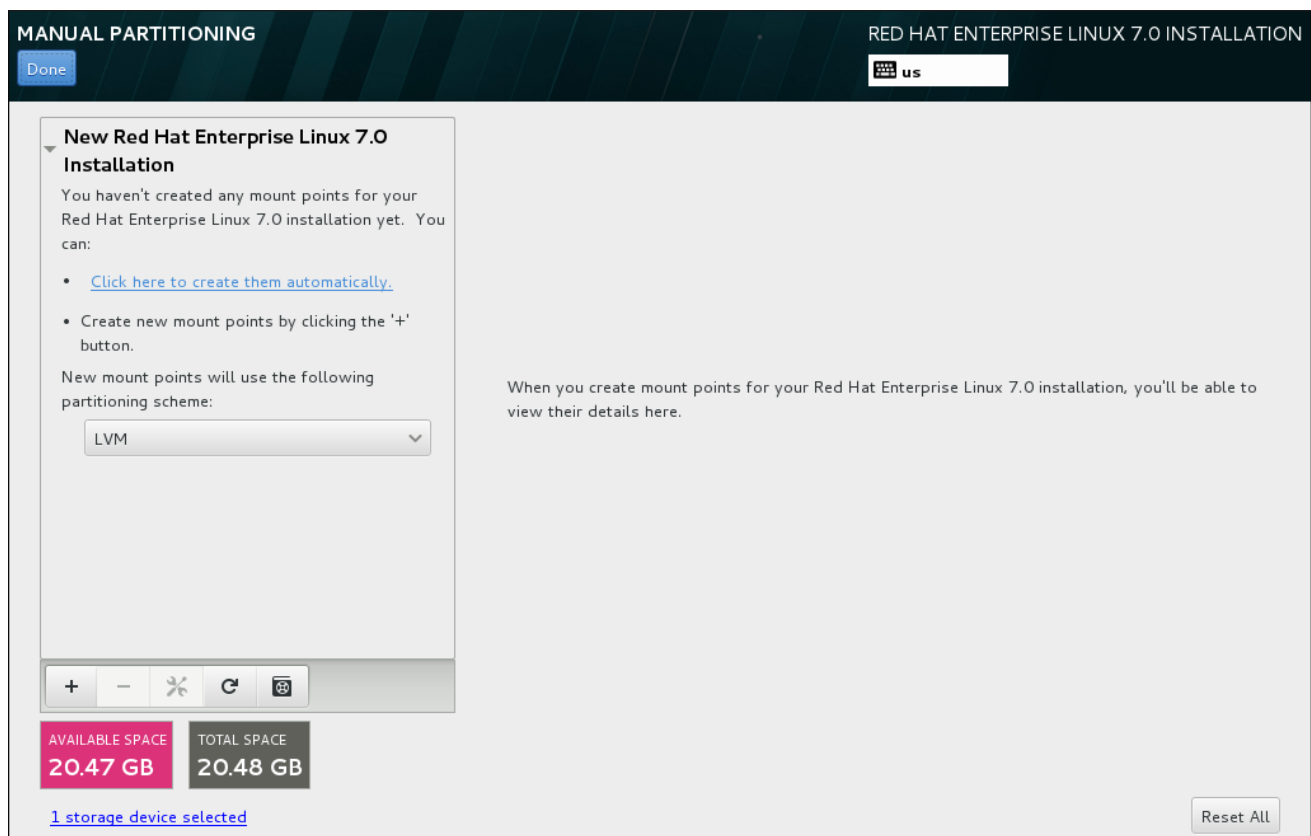 MANUAL PARTITIONING
RED HAT ENTERPRISE LINUX 7.0 INSTALLATION
Done
us
New Red Hat Enterprise Linux 7.0
Installation
You haven't created any mount points for your
Red Hat Enterprise Linux 7.0 installation yet. You
can:
• Click here to create them automatically.
• Create new mount points by clicking the '+'
button.
New mount points will use the following
partitioning scheme:
LVM
When you create mount points for your Red Hat Enterprise Linux 7.0 installation, you'll be able to
view their details here.
+ −
AVAILABLE SPACE
20.47 GB
TOTAL SPACE
20.48 GB
1 storage device selected
Reset All